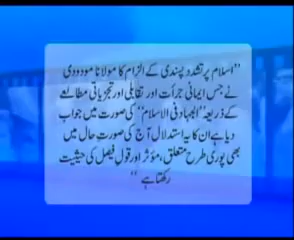 "اسلام پر تشدد پسندی کے الزام کا مولانا مودودی
نے جس ایمانی جرأت اور تقابلی اور تجزیاتی مطالعے
کے ذریعہ "الجہاد فی الاسلام" کی صورت میں جواب
دیا ہے ان کا یہ استدلال آج کی صورت حال میں
بھی پوری طرح متعلق، مؤثر اور قول فیصل کی حیثیت
رکھتا ہے"